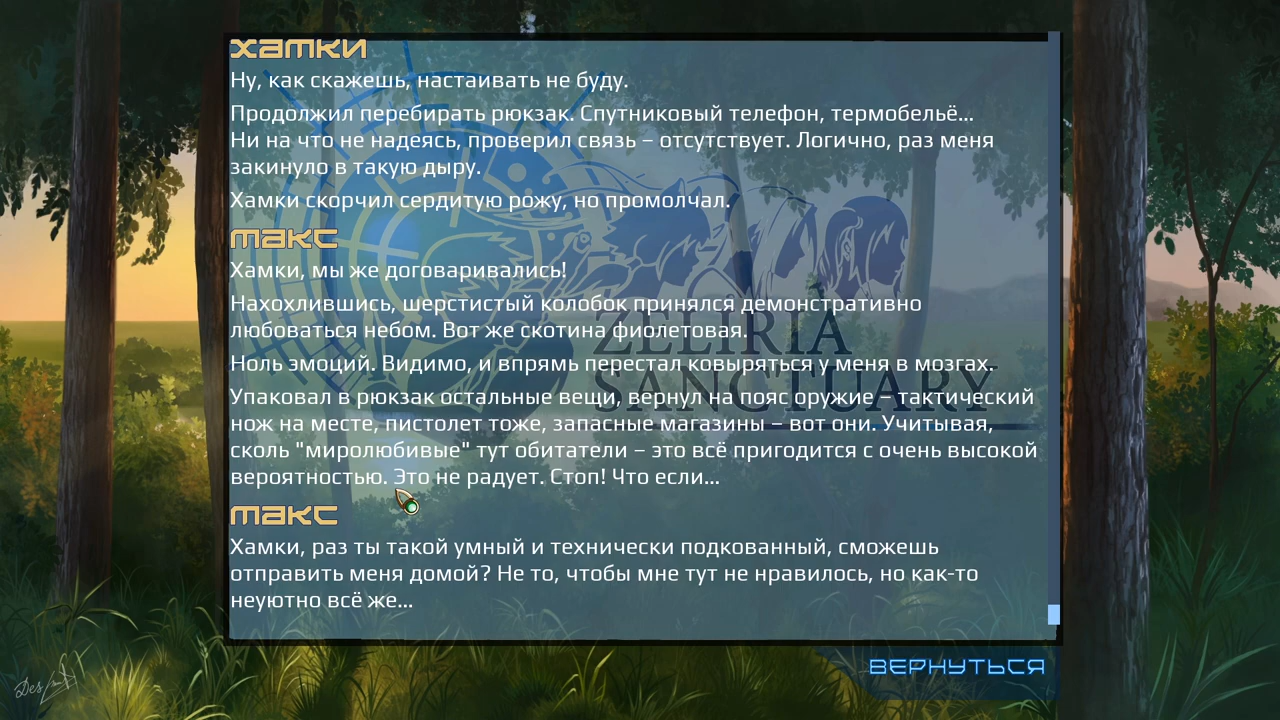 ХАМКИ
Ну, как скажешь, настаивать не буду.
Продолжил перебирать рюкзак. Спутниковый телефон, термобельё...
Ни на что не надеясь, проверил связь – отсутствует. Логично, раз меня
закинуло в такую дыру.
Хамки скорчил сердитую рожу, но промолчал.
МАКС
Хамки, мы же договаривались!
Нахохлившись, шерстистый колобок принялся демонстративно
любоваться небом. Вот же скотина фиолетовая.
Ноль эмоций. Видимо, и впрямь перестал ковыряться у меня в мозгах.
Упаковал в рюкзак остальные вещи, вернул на пояс оружие – тактический
нож на месте, пистолет тоже, запасные магазины – вот они. Учитывая,
сколь "миролюбивые" тут обитатели – это всё пригодится с очень высокой
вероятностью. Это не радует. Стоп! Что если...
МАКС
Хамки, раз ты такой умный и технически подкованный, сможешь
отправить меня домой? Не то, чтобы мне тут не нравилось, но как-то
неуютно всё же...
ZELIRIA
SANCTUARY
ВЕРНУТЬСЯ